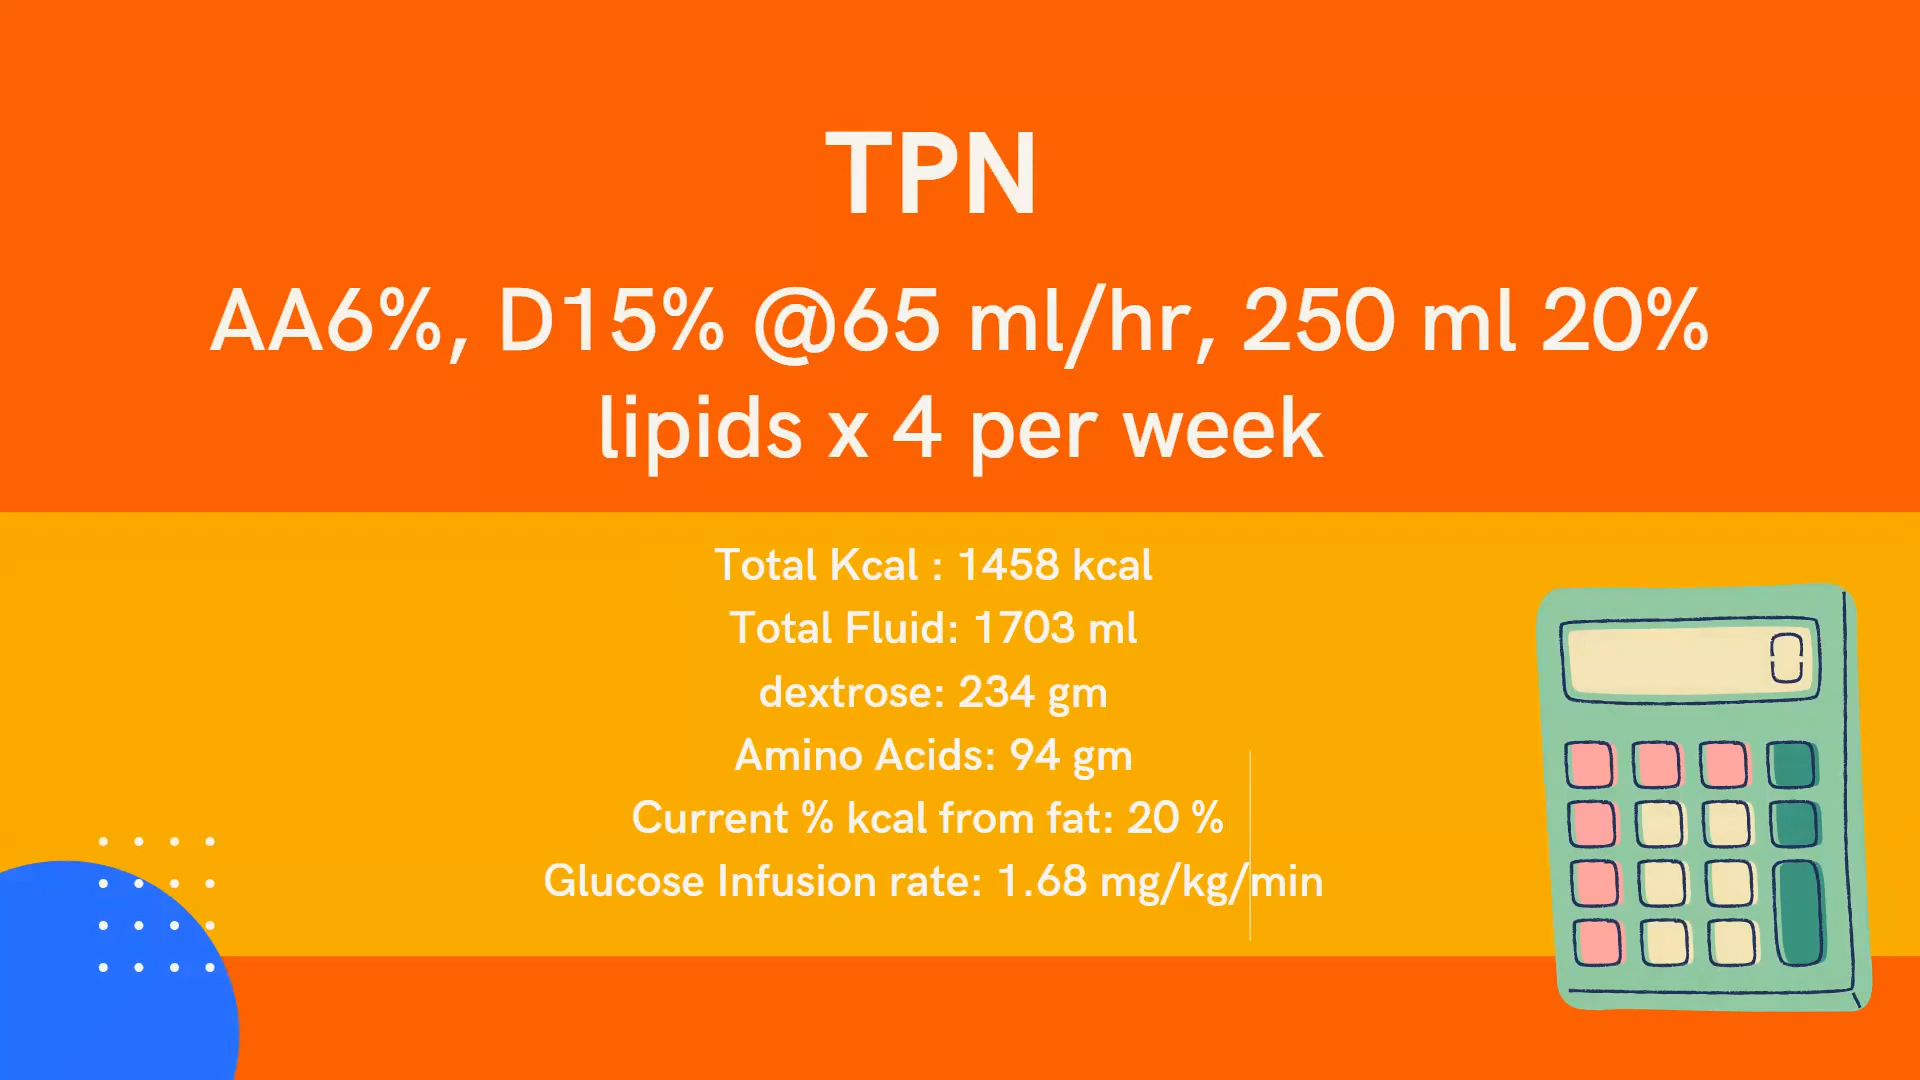 TPN
AA6%, D15% @65 ml/hr, 250 ml 20%
lipids x 4 per week
Total Kcal : 1458 kcal
Total Fluid: 1703 ml
dextrose: 234 gm
Amino Acids: 94 gm
Current % kcal from fat: 20 %
Glucose Infusion rate: 1.68 mg/kg/min
0